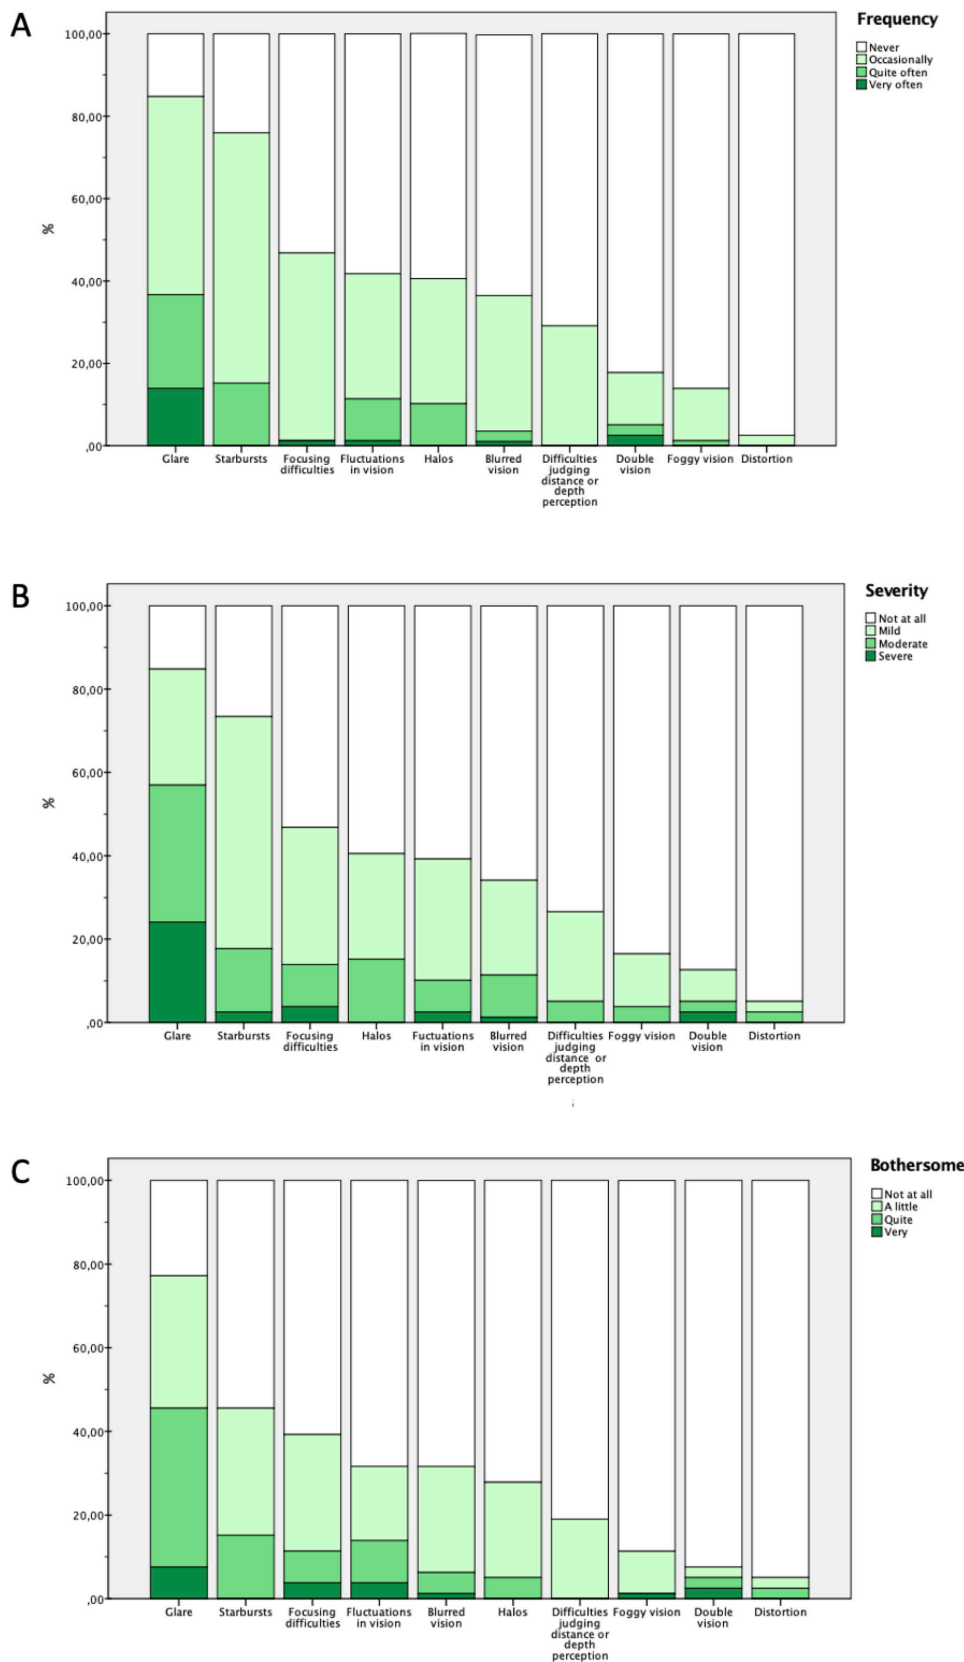 A
Frequency
Never
Occasionally
Quite often
Very often
100,00
80,00
60,00
40,00
20,00
,00
%
Glare
Starbursts
Focusing
difficulties
Fluctuations
in vision
Halos
Blurred
vision
Difficulties
judging
distance or
depth
perception
Double
vision
Foggy vision
Distortion
B
Severity
Not at all
Mild
Moderate
Severe
100,00
80,00
60,00
40,00
20,00
,00
%
Glare
Starbursts
Focusing
difficulties
Halos
Fuctuations
in vision
Blurred
vision
Difficulties
judging
distance or
depth
perception
;
Foggy vision
Double
vision
Distortion
C
Bothersome
Not at all
A little
Quite
Very
100,00
80,00
60,00
40,00
20,00
,00
%
Glare
Starbursts
Focusing
difficulties
Fluctuations
in vision
Blurred
vision
Halos
Difficulties
judging
distance or
depth
perception
Foggy vision
Double
vision
Distortion